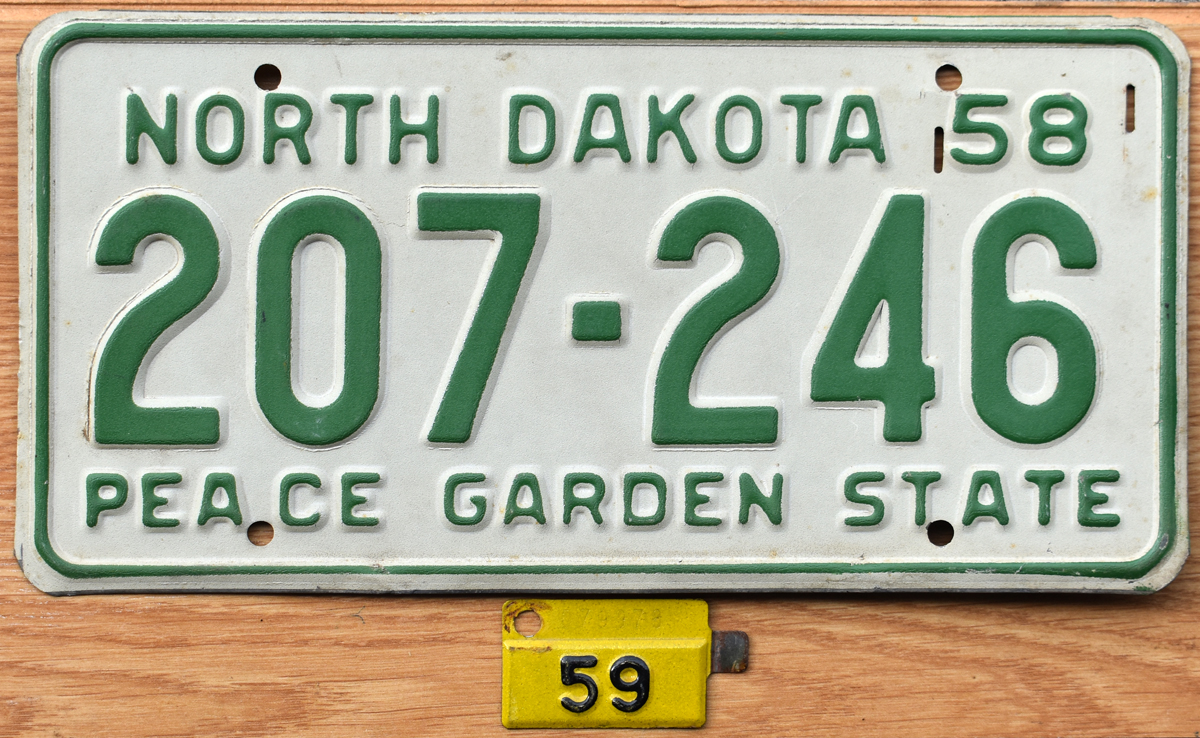 NORTH DAKOTA 58
207-246
PEACE GARDEN STATE
59